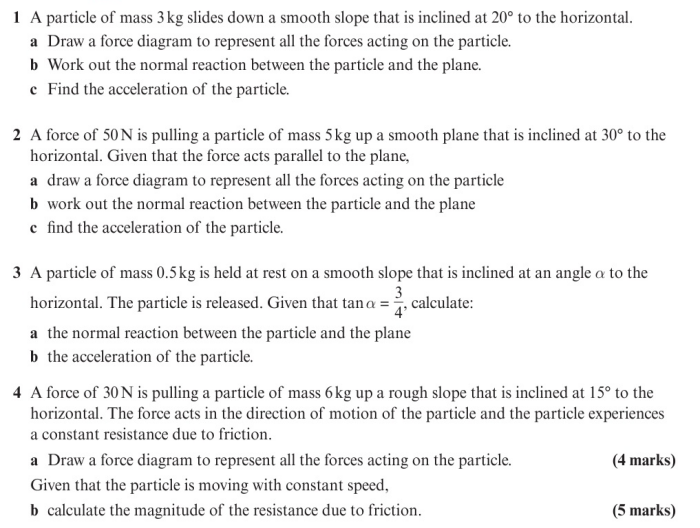 1 A particle of mass 3 kg slides down a smooth slope that is inclined at 20° to the horizontal.
a Draw a force diagram to represent all the forces acting on the particle.
b Work out the normal reaction between the particle and the plane.
c Find the acceleration of the particle.
2 A force of 50 N is pulling a particle of mass 5 kg up a smooth plane that is inclined at 30° to the
horizontal. Given that the force acts parallel to the plane,
a draw a force diagram to represent all the forces acting on the particle
b work out the normal reaction between the particle and the plane
c find the acceleration of the particle.
3 A particle of mass 0.5 kg is held at rest on a smooth slope that is inclined at an angle α to the
horizontal. The particle is released. Given that tan α = 3/4, calculate:
a the normal reaction between the particle and the plane
b the acceleration of the particle.
4 A force of 30 N is pulling a particle of mass 6 kg up a rough slope that is inclined at 15° to the
horizontal. The force acts in the direction of motion of the particle and the particle experiences
a constant resistance due to friction.
a Draw a force diagram to represent all the forces acting on the particle. (4 marks)
Given that the particle is moving with constant speed,
b calculate the magnitude of the resistance due to friction. (5 marks)